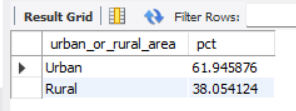 Result Grid Filter Rows:
urban_or_rural_area pct
Urban 61.945876
Rural 38.054124